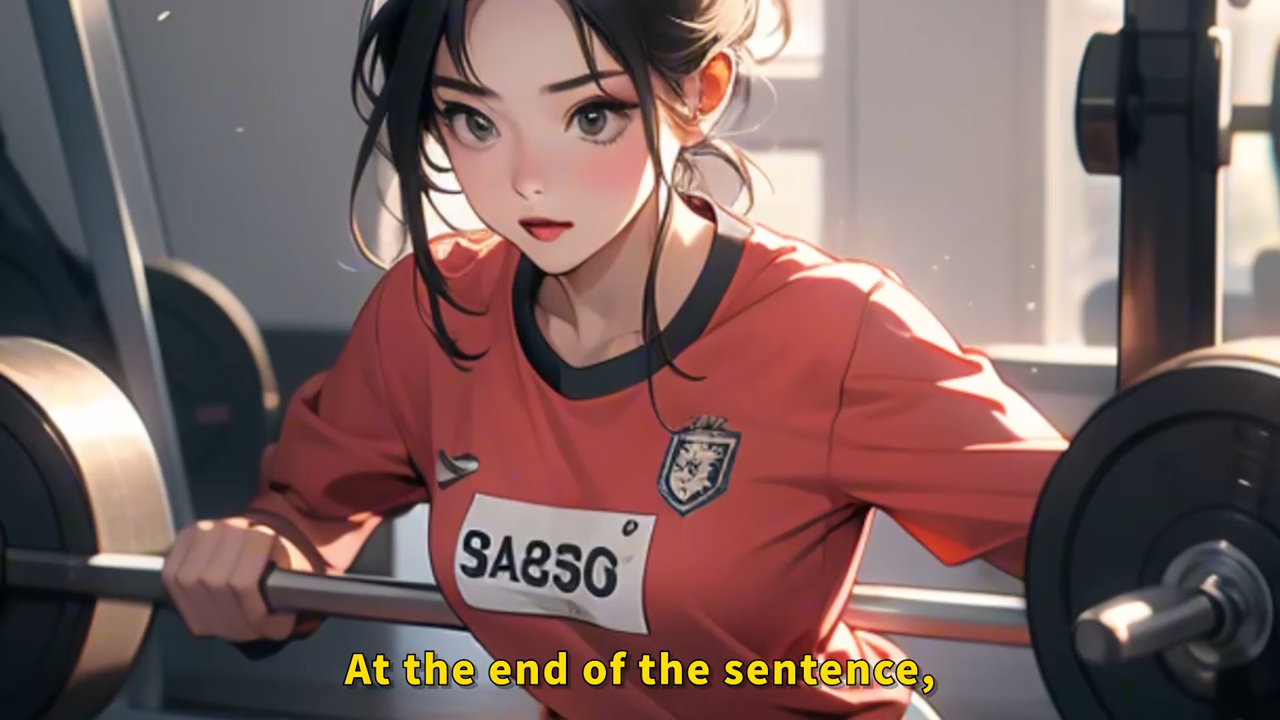 SA8SO
At the end of the sentence,